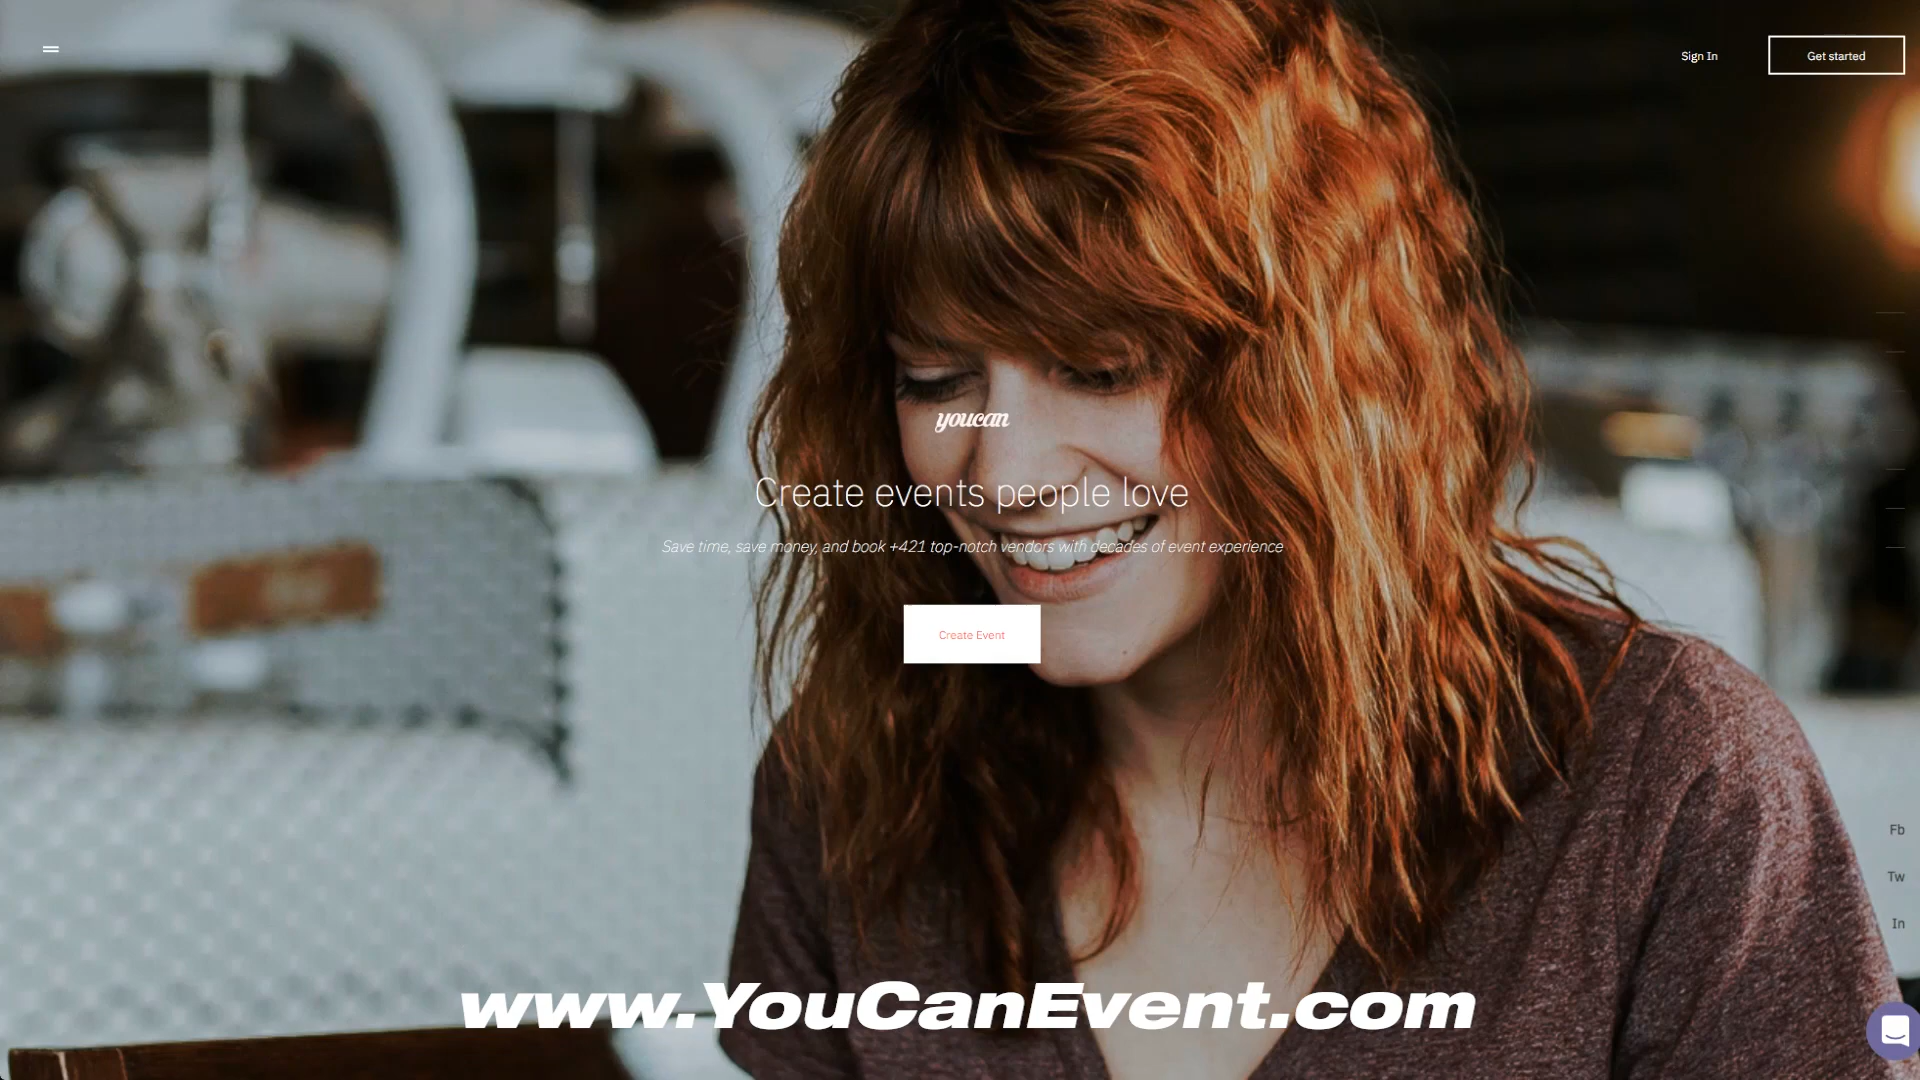 Sign In
Get started
youcan
Create events people love
Save time, save money, and book +421 top-notch vendors with decades of event experience
Create Event
Fb
Tw
In
www.YouCanEvent.com